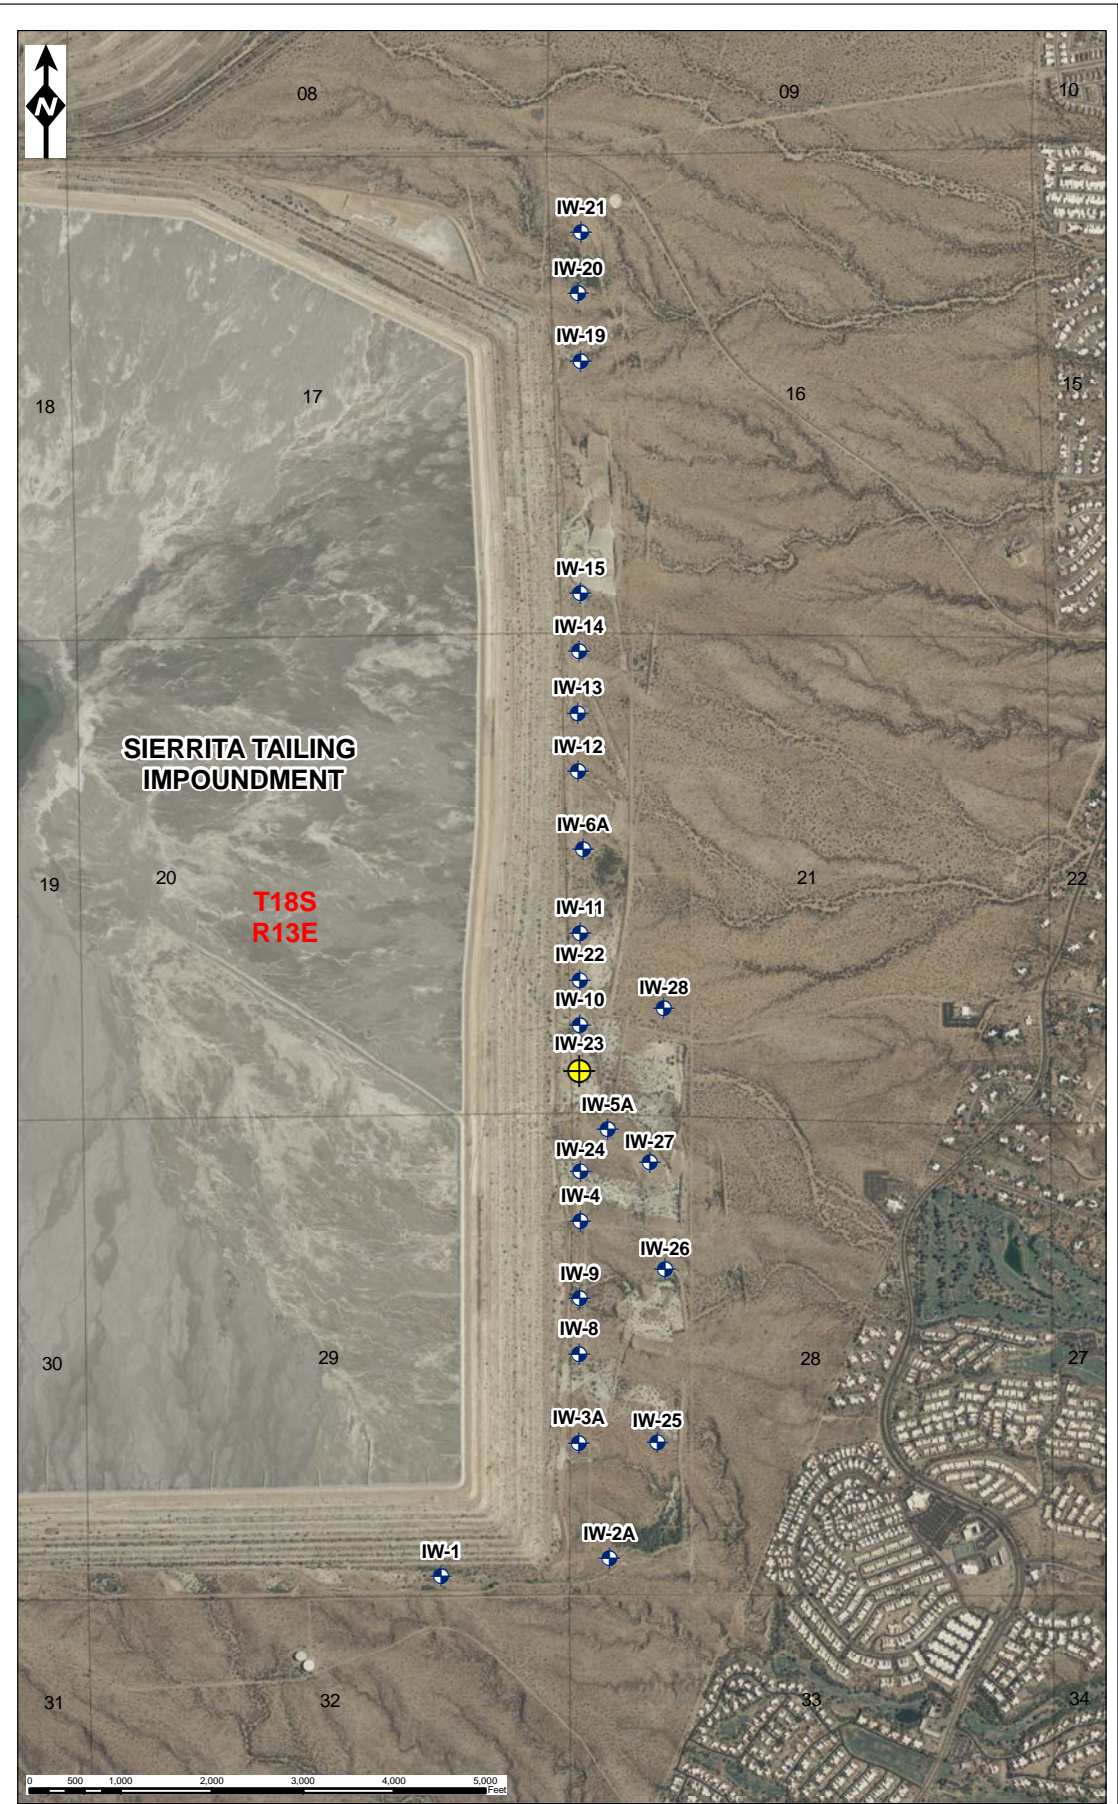 N
08
09
10
IW-21
IW-20
IW-19
18
17
16
15
IW-15
IW-14
IW-13
IW-12
SIERRITA TAILING
IMPOUNDMENT
IW-6A
19
20
21
22
T18S
R13E
IW-11
IW-22
IW-28
IW-10
IW-23
IW-5A
IW-24
IW-27
IW-4
IW-26
IW-9
IW-8
30
29
28
27
IW-3A
IW-25
IW-2A
IW-1
31
32
33
34
0 500 1,000 2,000 3,000 4,000 5,000
Feet